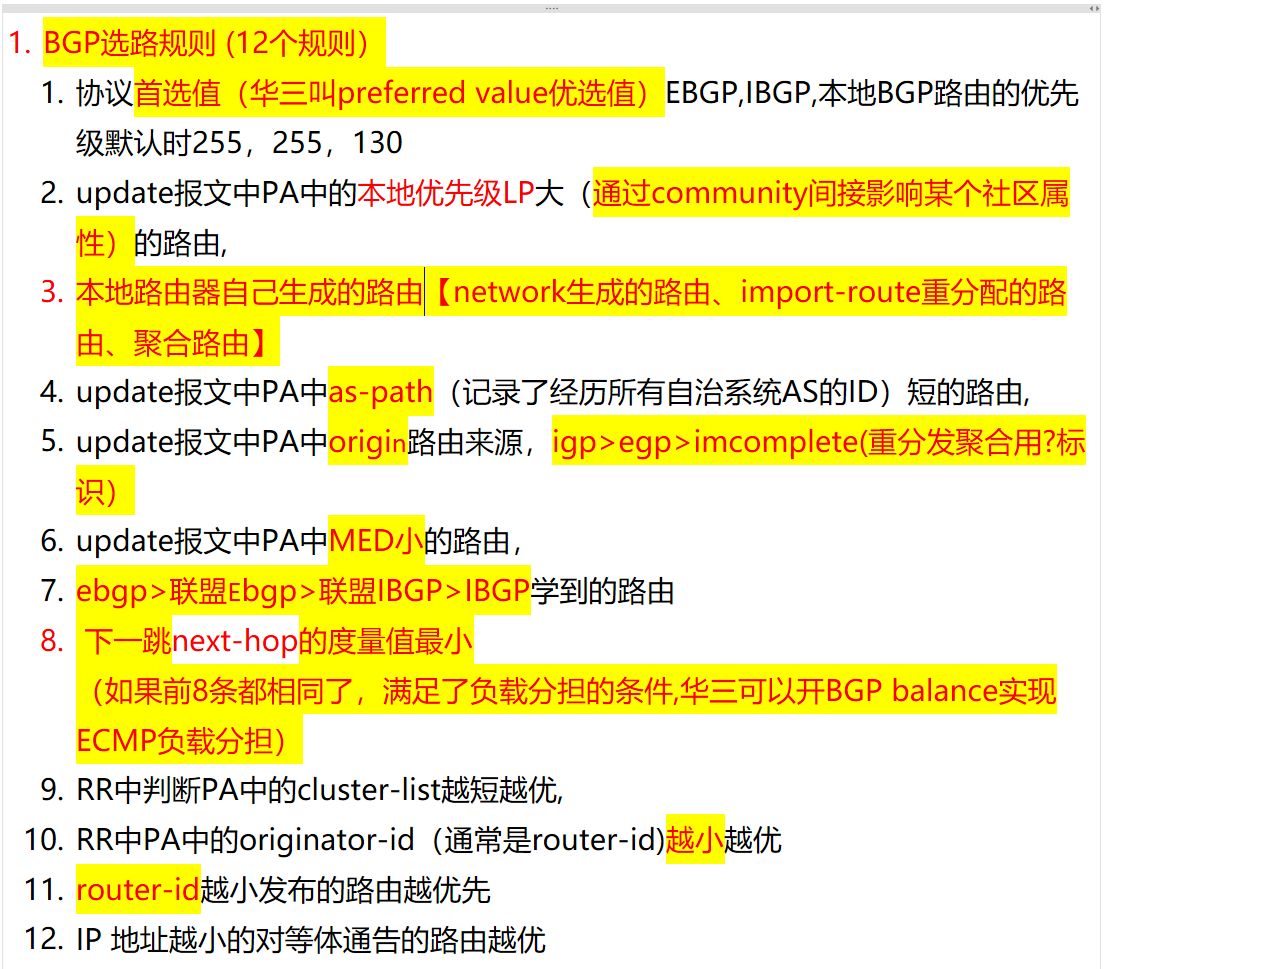 1. BGP选路规则 (12个规则）
1. 协议首选值（华三叫preferred value优选值）EBGP,IBGP,本地BGP路由的优先
级默认时255，255，130
2. update报文中PA中的本地优先级LP大（通过community间接影响某个社区属
性）的路由,
3. 本地路由器自己生成的路由【network生成的路由、import-route重分配的路
由、聚合路由】
4. update报文中PA中as-path（记录了经历所有自治系统AS的ID）短的路由,
5. update报文中PA中origin路由来源，igp>egp>imcomplete(重分发聚合用?标
识）
6. update报文中PA中MED小的路由，
7. ebgp>联盟Ebgp>联盟IBGP>IBGP学到的路由
8. 下一跳next-hop的度量值最小
（如果前8条都相同了，满足了负载分担的条件,华三可以开BGP balance实现
ECMP负载分担）
9. RR中判断PA中的cluster-list越短越优,
10. RR中PA中的originator-id（通常是router-id)越小越优
11. router-id越小发布的路由越优先
12. IP 地址越小的对等体通告的路由越优